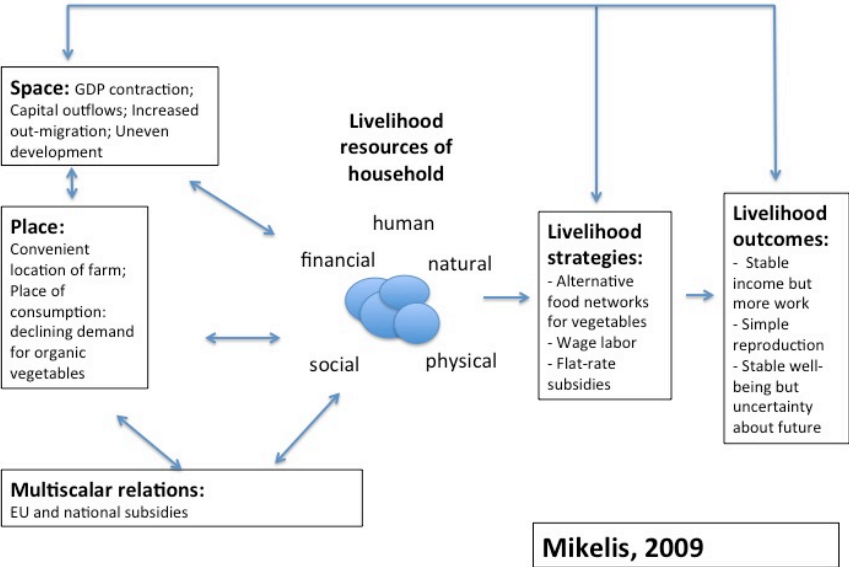 Space: GDP contraction;
Capital outflows; Increased
out-migration; Uneven
development
Livelihood
resources of
household
Place:
Convenient
location of farm;
Place of
consumption:
declining demand
for organic
vegetables
human
financial
natural
social
physical
Livelihood
strategies:
- Alternative
food networks
for vegetables
- Wage labor
- Flat-rate
subsidies
Livelihood
outcomes:
- Stable
income but
more work
- Simple
reproduction
- Stable well-
being but
uncertainty
about future
Multiscalar relations:
EU and national subsidies
Mikelis, 2009